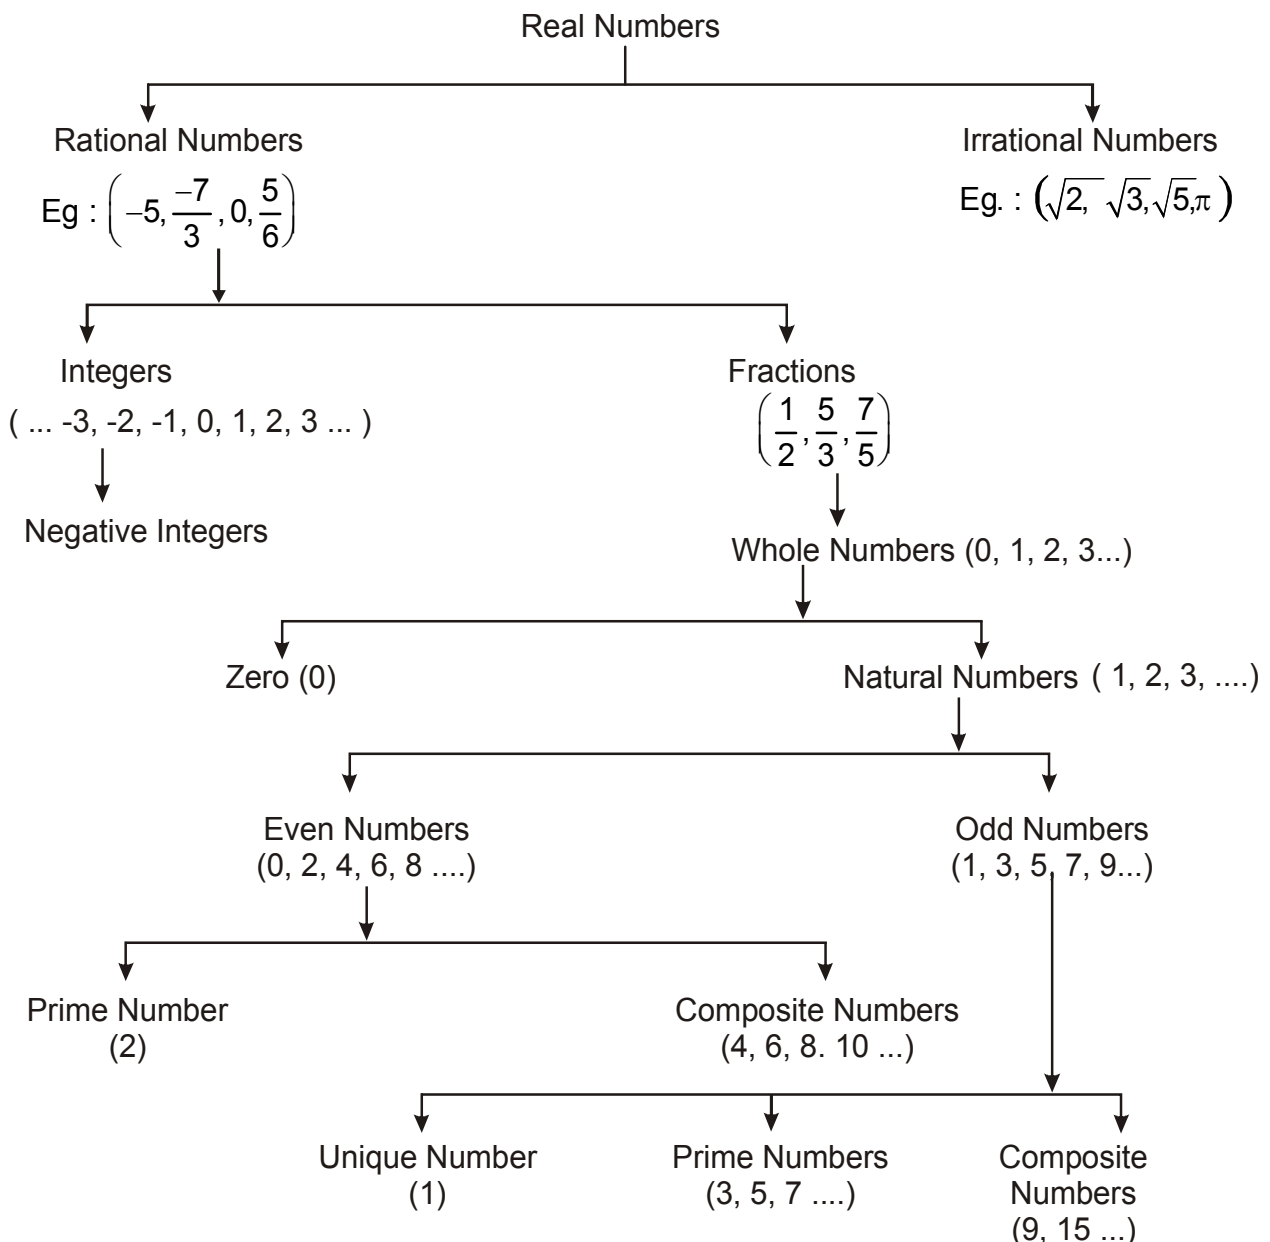 Real Numbers
Rational Numbers
Irrational Numbers
Eg : (−5, −7/3, 0, 5/6)
Eg. : (√2, √3, √5, π )
Integers
Fractions
( ... -3, -2, -1, 0, 1, 2, 3 ... )
(1/2, 5/3, 7/5)
Negative Integers
Whole Numbers (0, 1, 2, 3...)
Zero (0)
Natural Numbers ( 1, 2, 3, ....)
Even Numbers
(0, 2, 4, 6, 8 ....)
Odd Numbers
(1, 3, 5, 7, 9...)
Prime Number
(2)
Composite Numbers
(4, 6, 8. 10 ...)
Unique Number
(1)
Prime Numbers
(3, 5, 7 ....)
Composite
Numbers
(9, 15 ...)